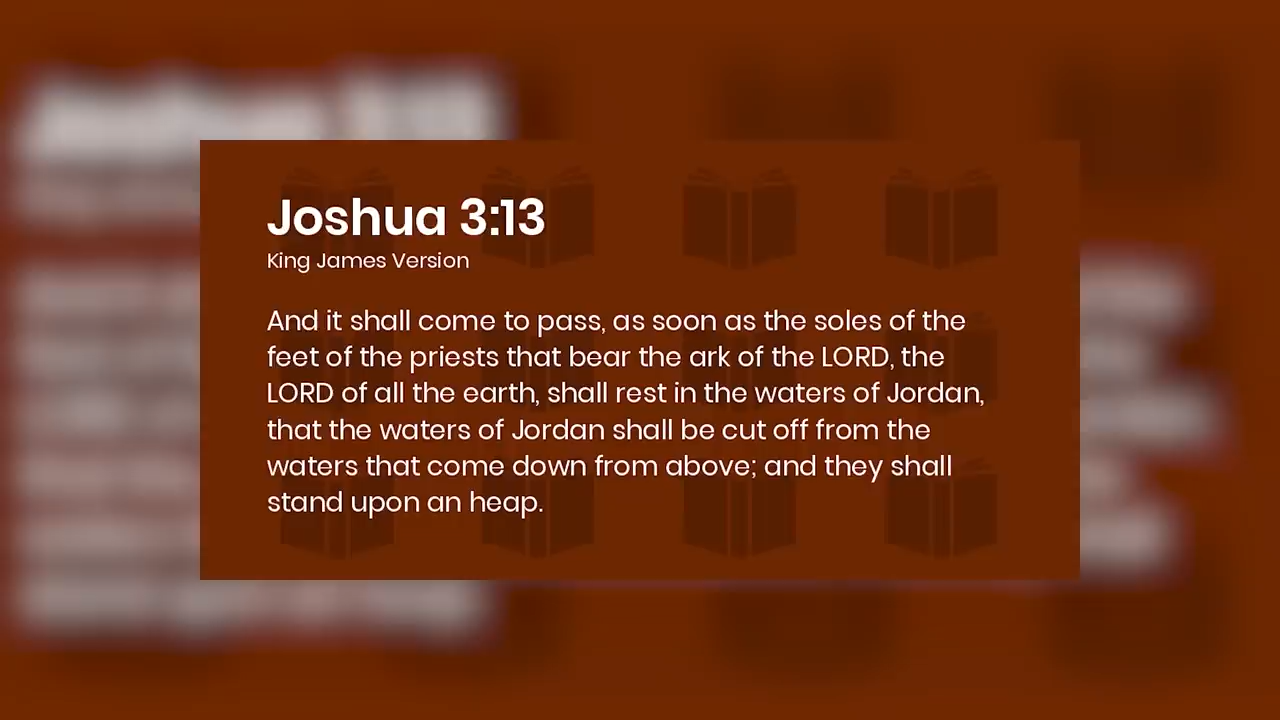 Joshua 3:13
King James Version
And it shall come to pass, as soon as the soles of the
feet of the priests that bear the ark of the LORD, the
LORD of all the earth, shall rest in the waters of Jordan,
that the waters of Jordan shall be cut off from the
waters that come down from above; and they shall
stand upon an heap.